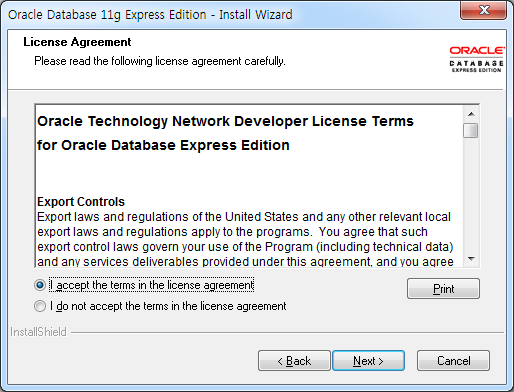 Oracle Database 11g Express Edition - Install Wizard
License Agreement
Please read the following license agreement carefully.
ORACLE
DATABASE
EXPRESS EDITION
Oracle Technology Network Developer License Terms
for Oracle Database Express Edition
Export Controls
Export laws and regulations of the United States and any other relevant local
export laws and regulations apply to the programs. You agree that such
export control laws govern your use of the Program (including technical data)
and any services deliverables provided under this agreement, and you agree
I accept the terms in the license agreement
I do not accept the terms in the license agreement
Print
InstallShield
< Back
Next >
Cancel